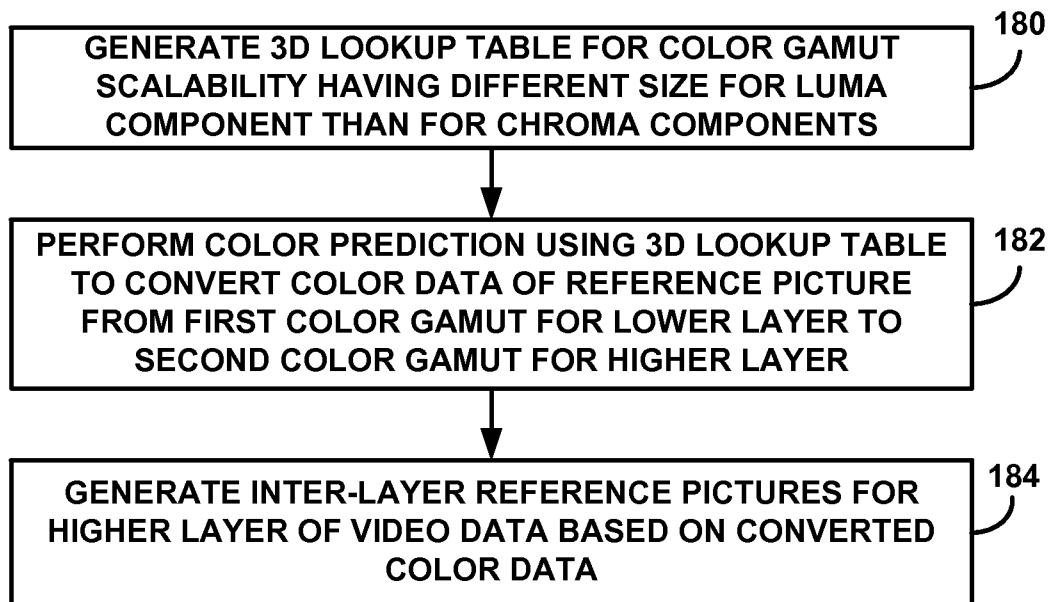 180
GENERATE 3D LOOKUP TABLE FOR COLOR GAMUT
SCALABILITY HAVING DIFFERENT SIZE FOR LUMA
COMPONENT THAN FOR CHROMA COMPONENTS
182
PERFORM COLOR PREDICTION USING 3D LOOKUP TABLE
TO CONVERT COLOR DATA OF REFERENCE PICTURE
FROM FIRST COLOR GAMUT FOR LOWER LAYER TO
SECOND COLOR GAMUT FOR HIGHER LAYER
184
GENERATE INTER-LAYER REFERENCE PICTURES FOR
HIGHER LAYER OF VIDEO DATA BASED ON CONVERTED
COLOR DATA